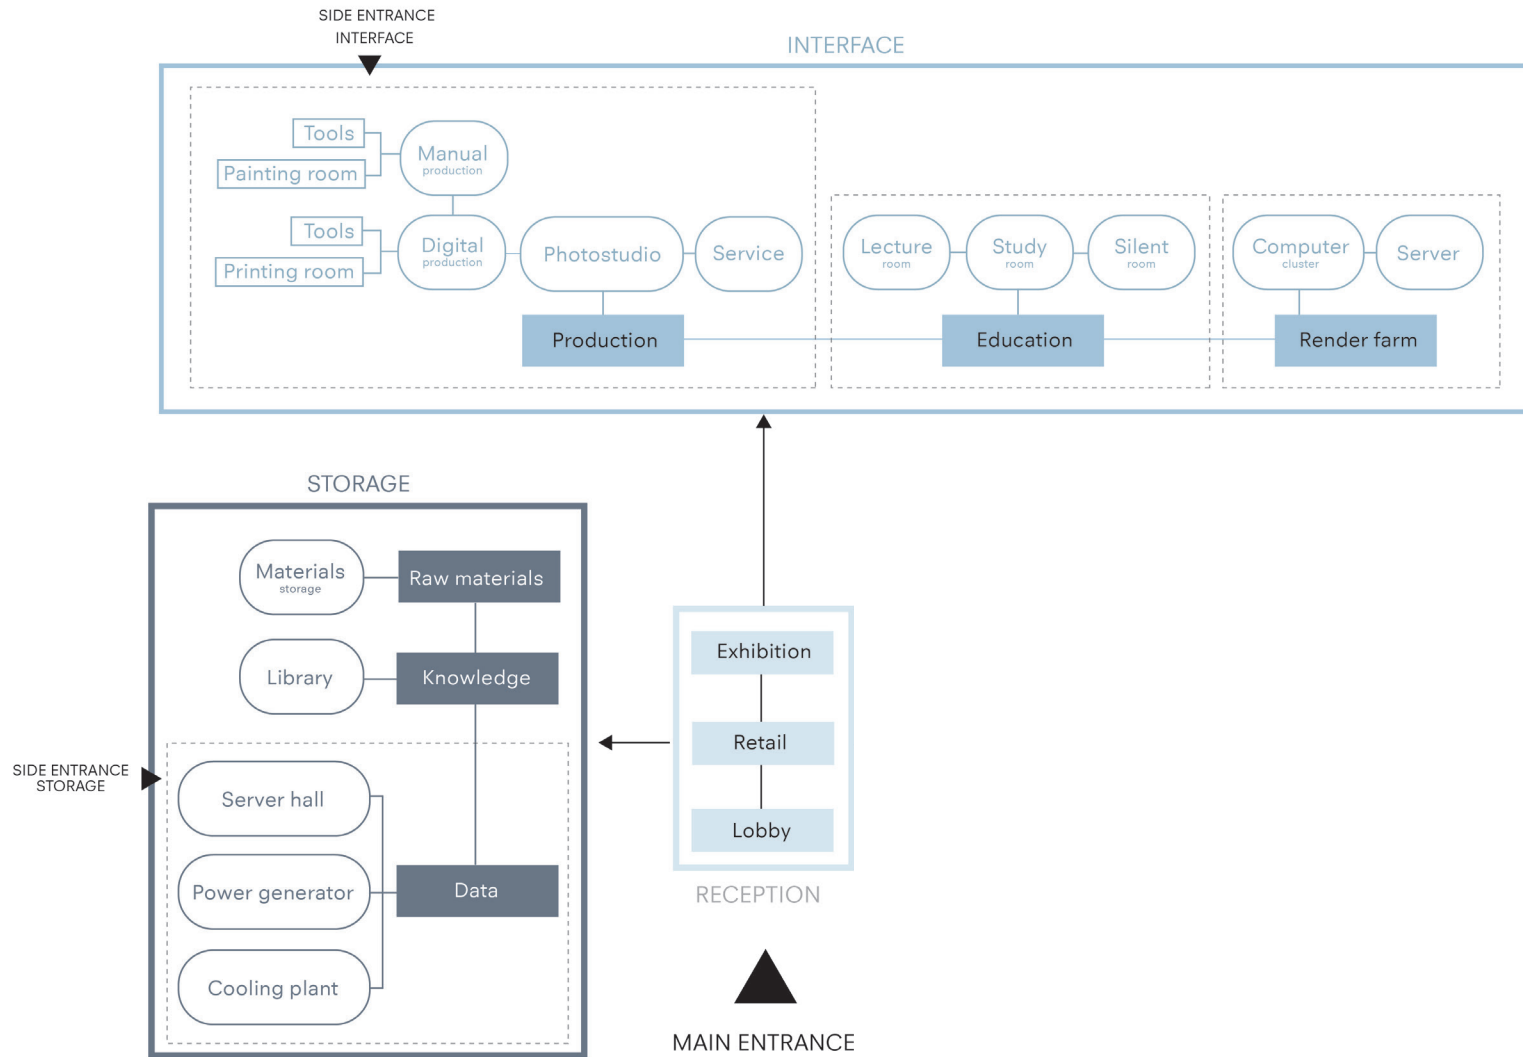 SIDE ENTRANCE
INTERFACE
INTERFACE
Tools
Painting room
Manual
production
Tools
Printing room
Digital
production
Photostudio
Service
Production
Lecture
room
Study
room
Silent
room
Education
Computer
cluster
Server
Render farm
STORAGE
Materials
storage
Raw materials
Library
Knowledge
SIDE ENTRANCE
STORAGE
Server hall
Power generator
Data
Cooling plant
Exhibition
Retail
Lobby
RECEPTION
MAIN ENTRANCE